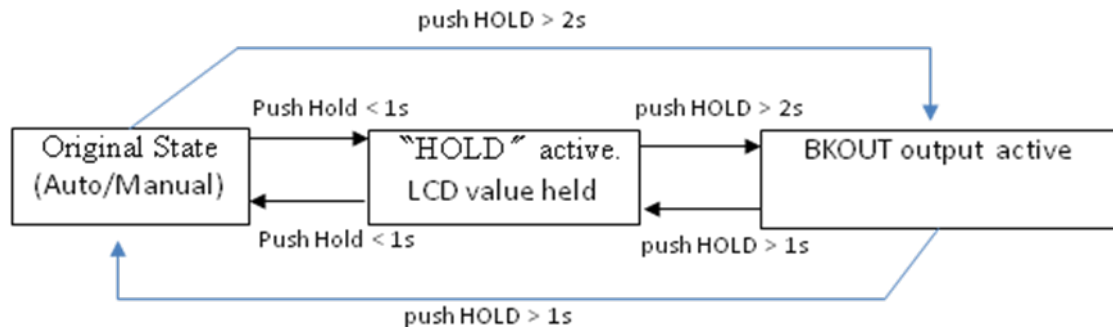 push HOLD > 2s
Push Hold < 1s
push HOLD > 2s
Original State
(Auto/Manual)
〝HOLD〞 active.
LCD value held
BKOUT output active
Push Hold < 1s
push HOLD > 1s
push HOLD > 1s